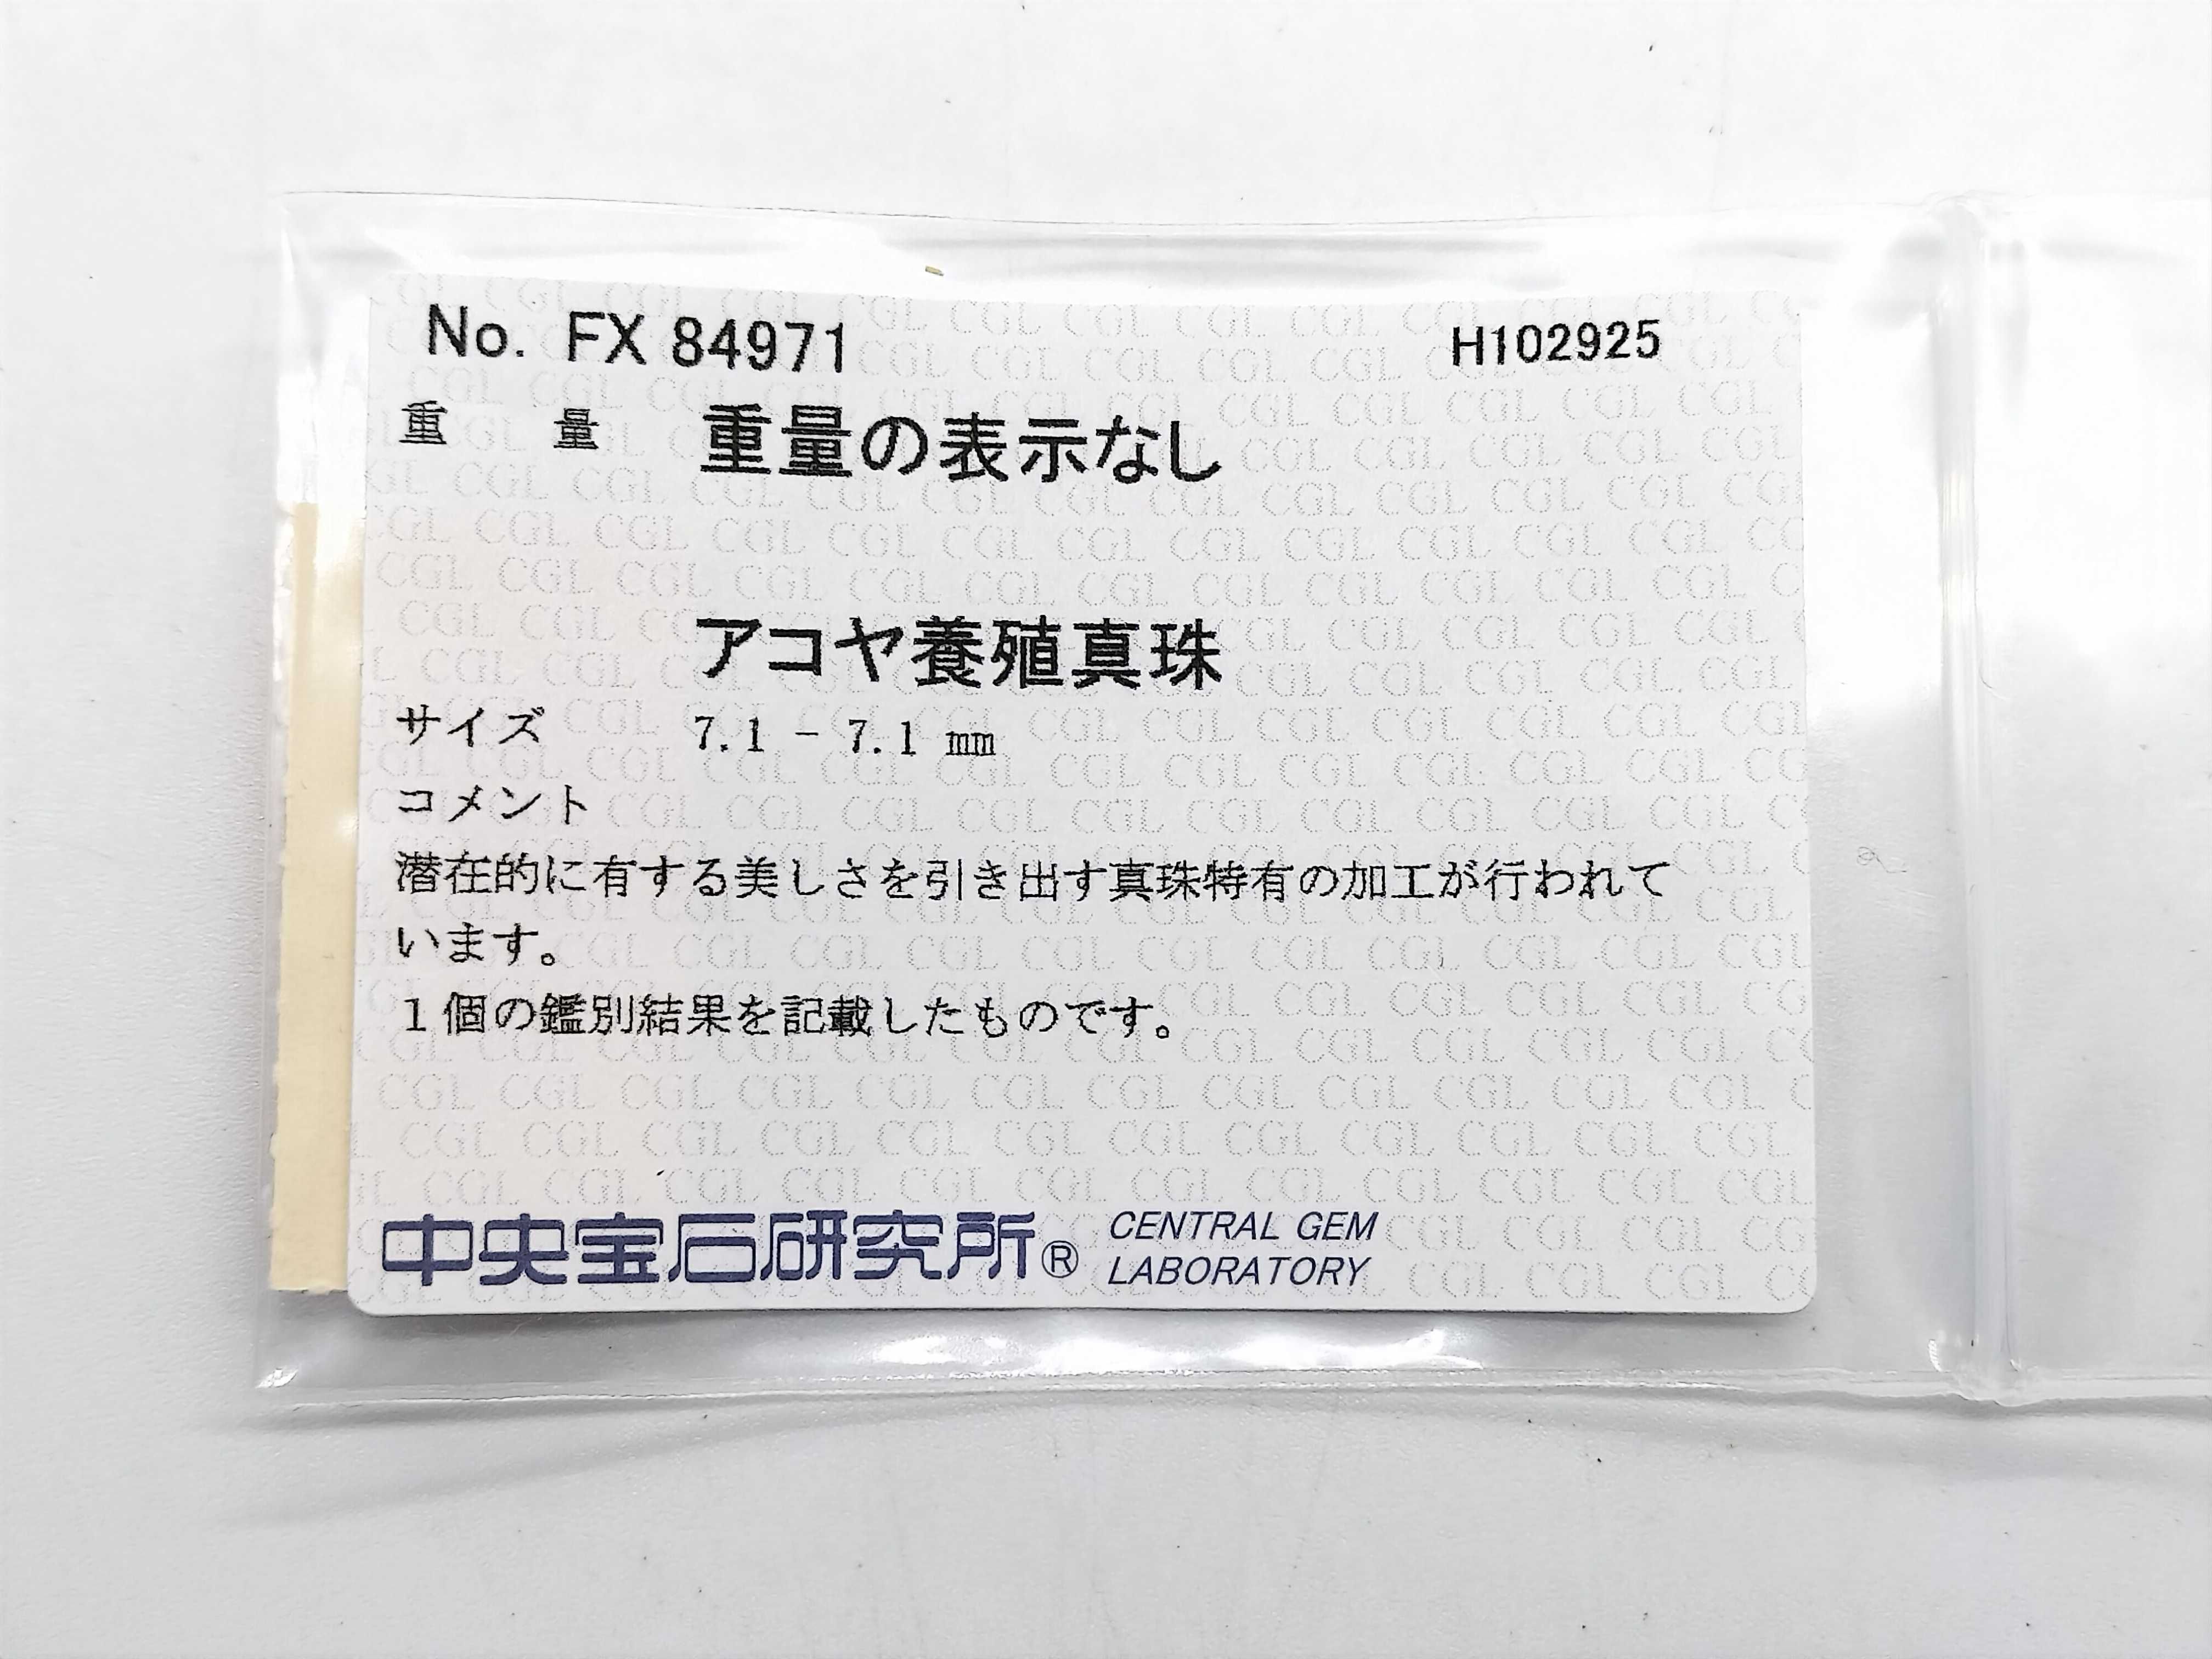 No. FX 84971 H102925
重 量 重量の表示なし
アコヤ養殖真珠
サイズ 7.1 - 7.1 mm
コメント
潜在的に有する美しさを引き出す真珠特有の加工が行われて
います。
1個の鑑別結果を記載したものです。
中央宝石研究所® CENTRAL GEM
LABORATORY